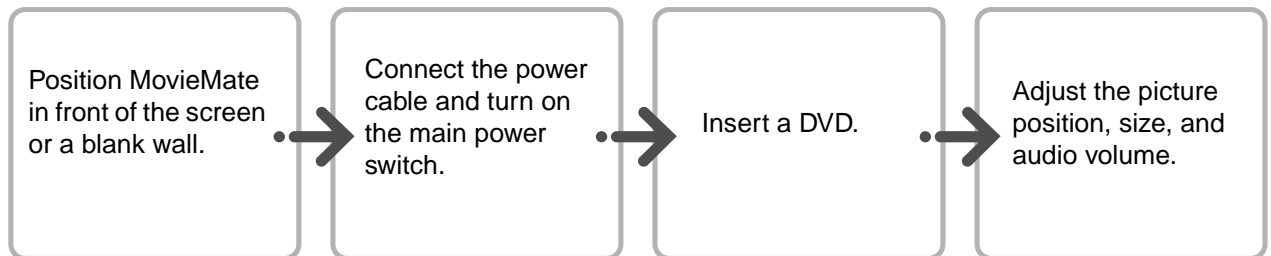 Position MovieMate
in front of the screen
or a blank wall.
Connect the power
cable and turn on
the main power
switch.
Insert a DVD.
Adjust the picture
position, size, and
audio volume.